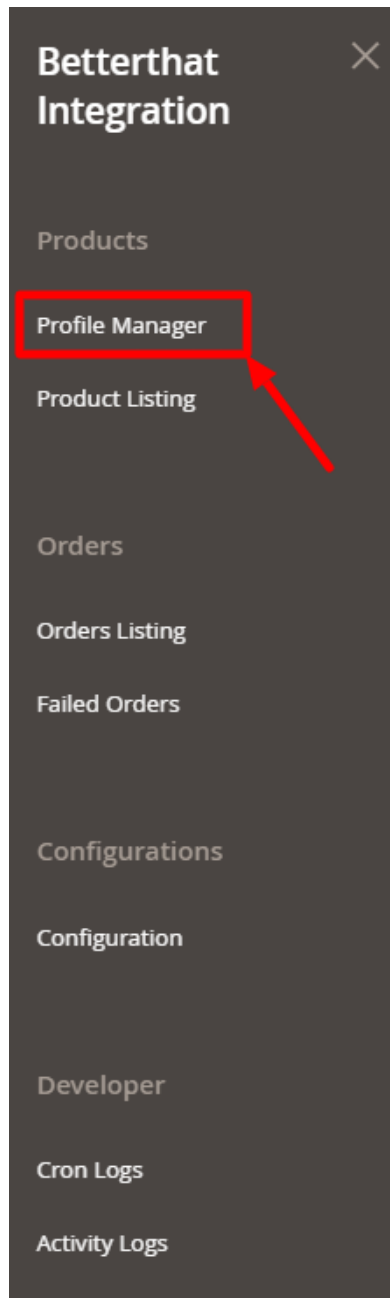 Betterthat
Integration
Products
Profile Manager
Product Listing
Orders
Orders Listing
Failed Orders
Configurations
Configuration
Developer
Cron Logs
Activity Logs